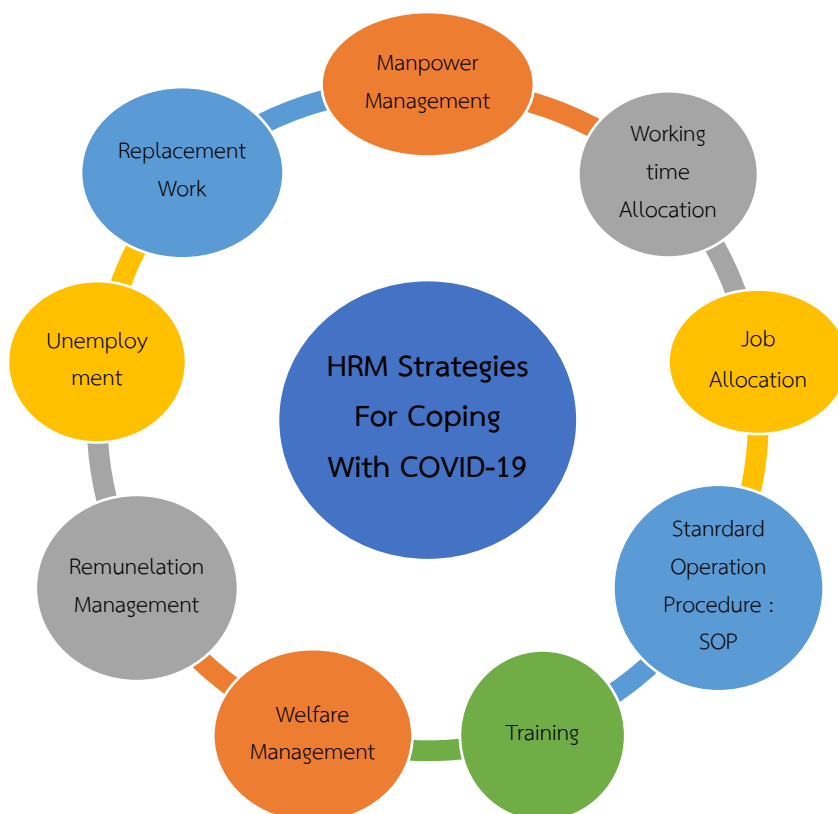 Manpower
Management
Working
time
Allocation
Job
Allocation
Stanrdard
Operation
Procedure :
SOP
Training
Welfare
Management
Remunelation
Management
Unemploy
ment
Replacement
Work
HRM Strategies
For Coping
With COVID-19